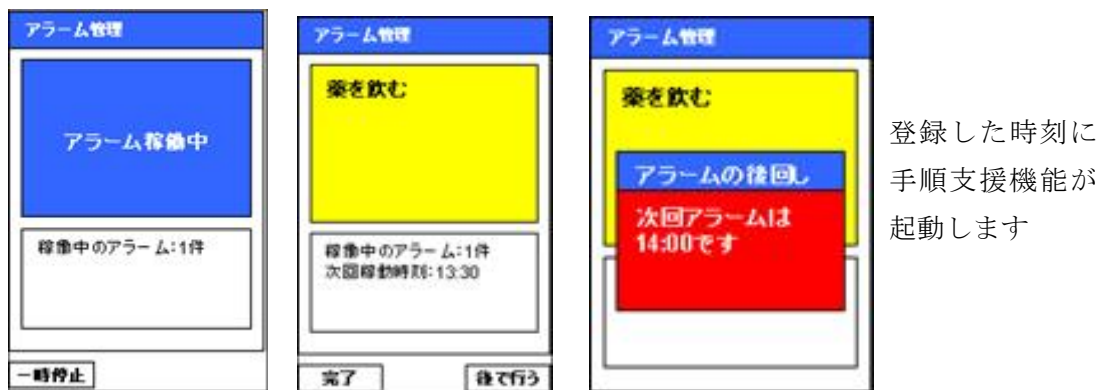 アラーム管理
アラーム稼働中
稼働中のアラーム:1件
一時停止
アラーム管理
薬を飲む
稼働中のアラーム:1件
次回稼動時刻:13:30
完了
後で行う
アラーム管理
薬を飲む
アラームの後回し
次回アラームは
14:00です
登録した時刻に
手順支援機能が
起動します